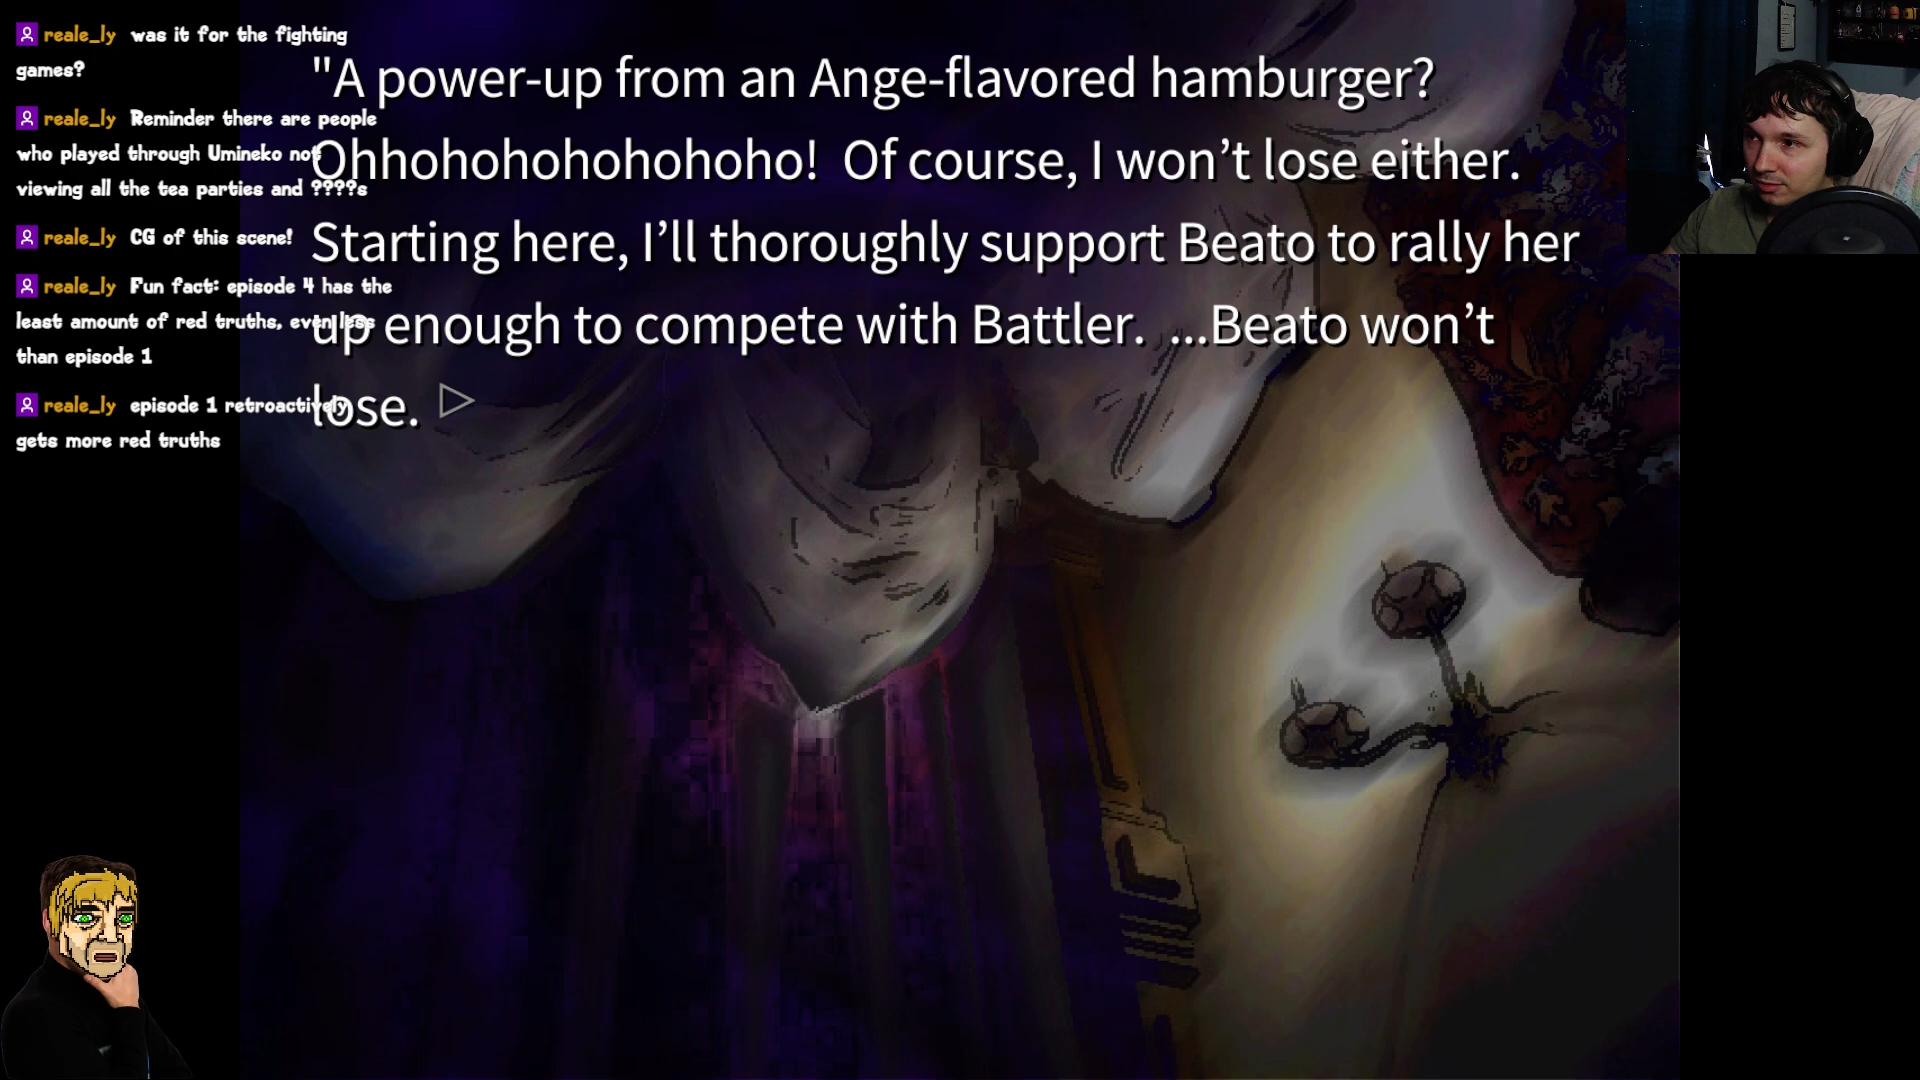 reale_ly was it for the fighting
games?
reale_ly Reminder there are people
who played through Umineko not
viewing all the tea parties and ????s
reale_ly CG of this scene!
reale_ly Fun fact: episode 4 has the
least amount of red truths, even less
than episode 1
reale_ly episode 1 retroactively
gets more red truths
"A power-up from an Ange-flavored hamburger?
Ohhohohohohohoho!  Of course, I won’t lose either.
Starting here, I’ll thoroughly support Beato to rally her
up enough to compete with Battler.  ...Beato won’t
lose.